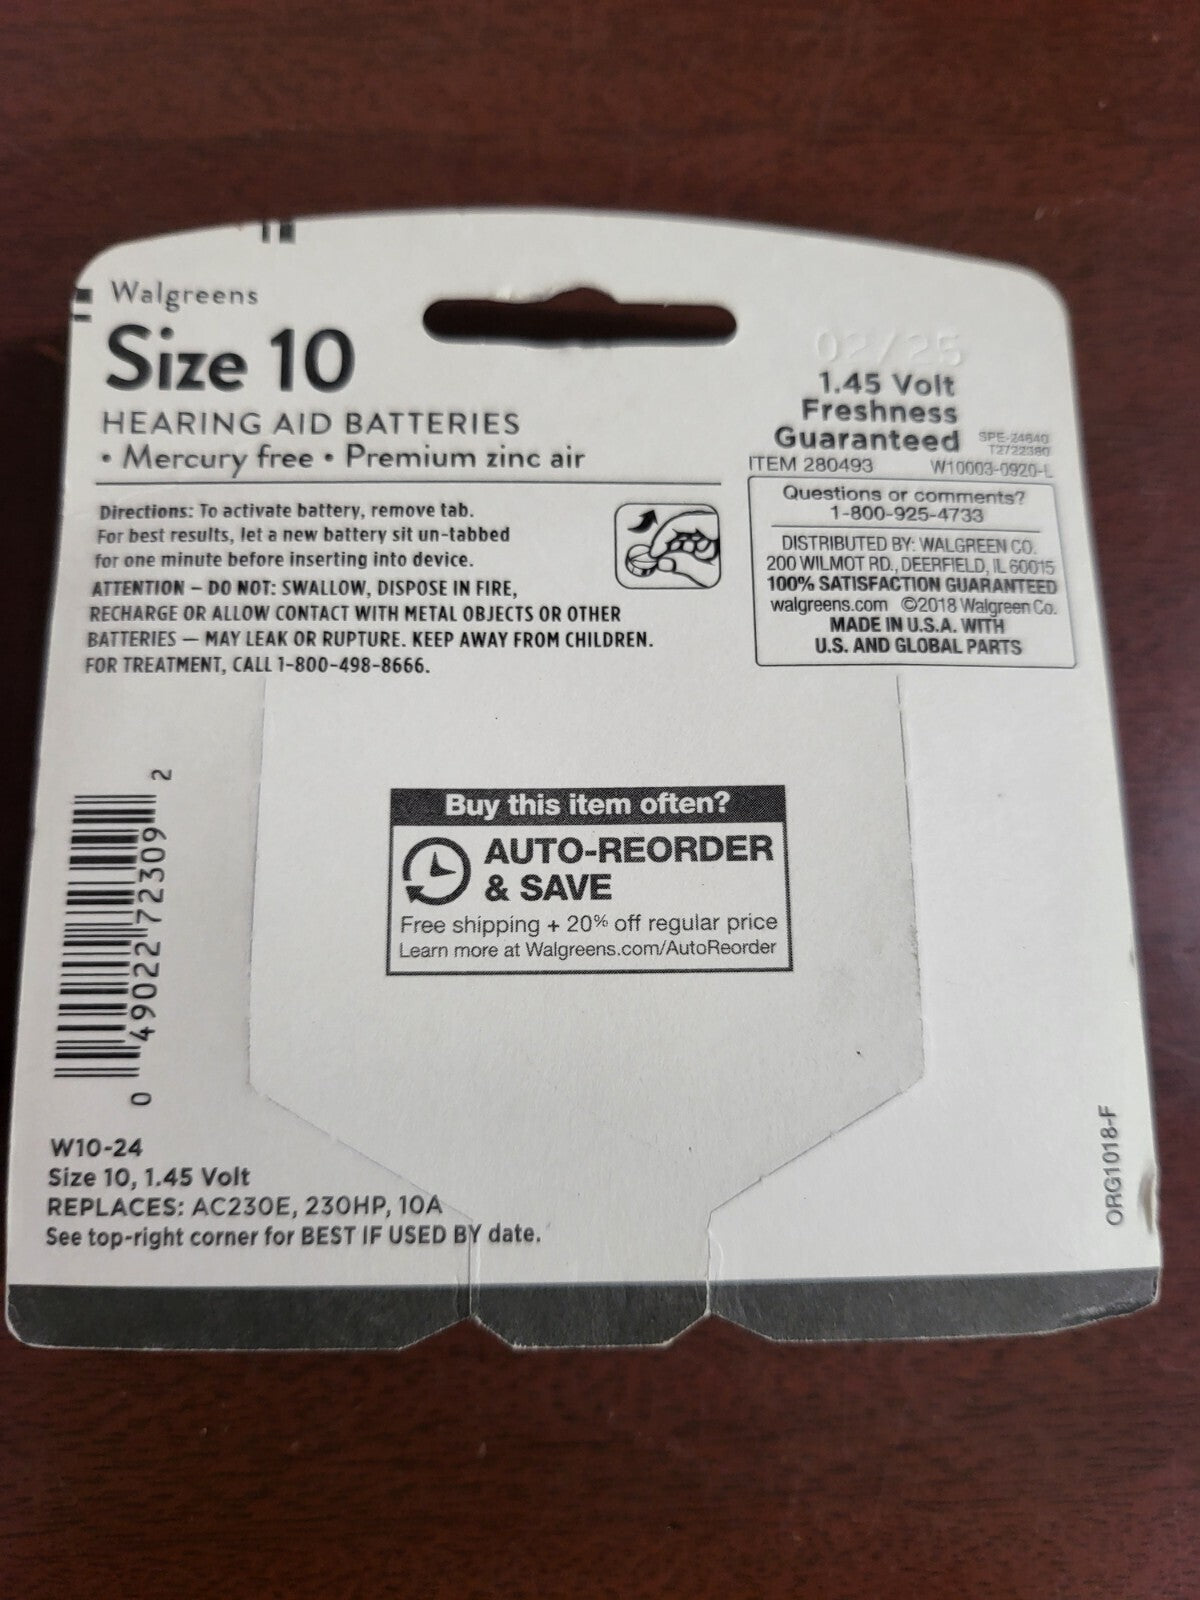 Walgreens
Size 10
HEARING AID BATTERIES
• Mercury free • Premium zinc air
Directions: To activate battery, remove tab.
For best results, let a new battery sit un-tabbed
for one minute before inserting into device.
ATTENTION – DO NOT: SWALLOW, DISPOSE IN FIRE,
RECHARGE OR ALLOW CONTACT WITH METAL OBJECTS OR OTHER
BATTERIES — MAY LEAK OR RUPTURE. KEEP AWAY FROM CHILDREN.
FOR TREATMENT, CALL 1-800-498-8666.
02/25
1.45 Volt
Freshness
Guaranteed
SPE-24640
T2722380
ITEM 280493 W10003-0920-L
Questions or comments?
1-800-925-4733
DISTRIBUTED BY: WALGREEN CO.
200 WILMOT RD., DEERFIELD, IL 60015
100% SATISFACTION GUARANTEED
walgreens.com ©2018 Walgreen Co.
MADE IN U.S.A. WITH
U.S. AND GLOBAL PARTS
Buy this item often?
AUTO-REORDER
& SAVE
Free shipping + 20% off regular price
Learn more at Walgreens.com/AutoReorder
0 49022 72309 2
W10-24
Size 10, 1.45 Volt
REPLACES: AC230E, 230HP, 10A
See top-right corner for BEST IF USED BY date.
ORG1018-F